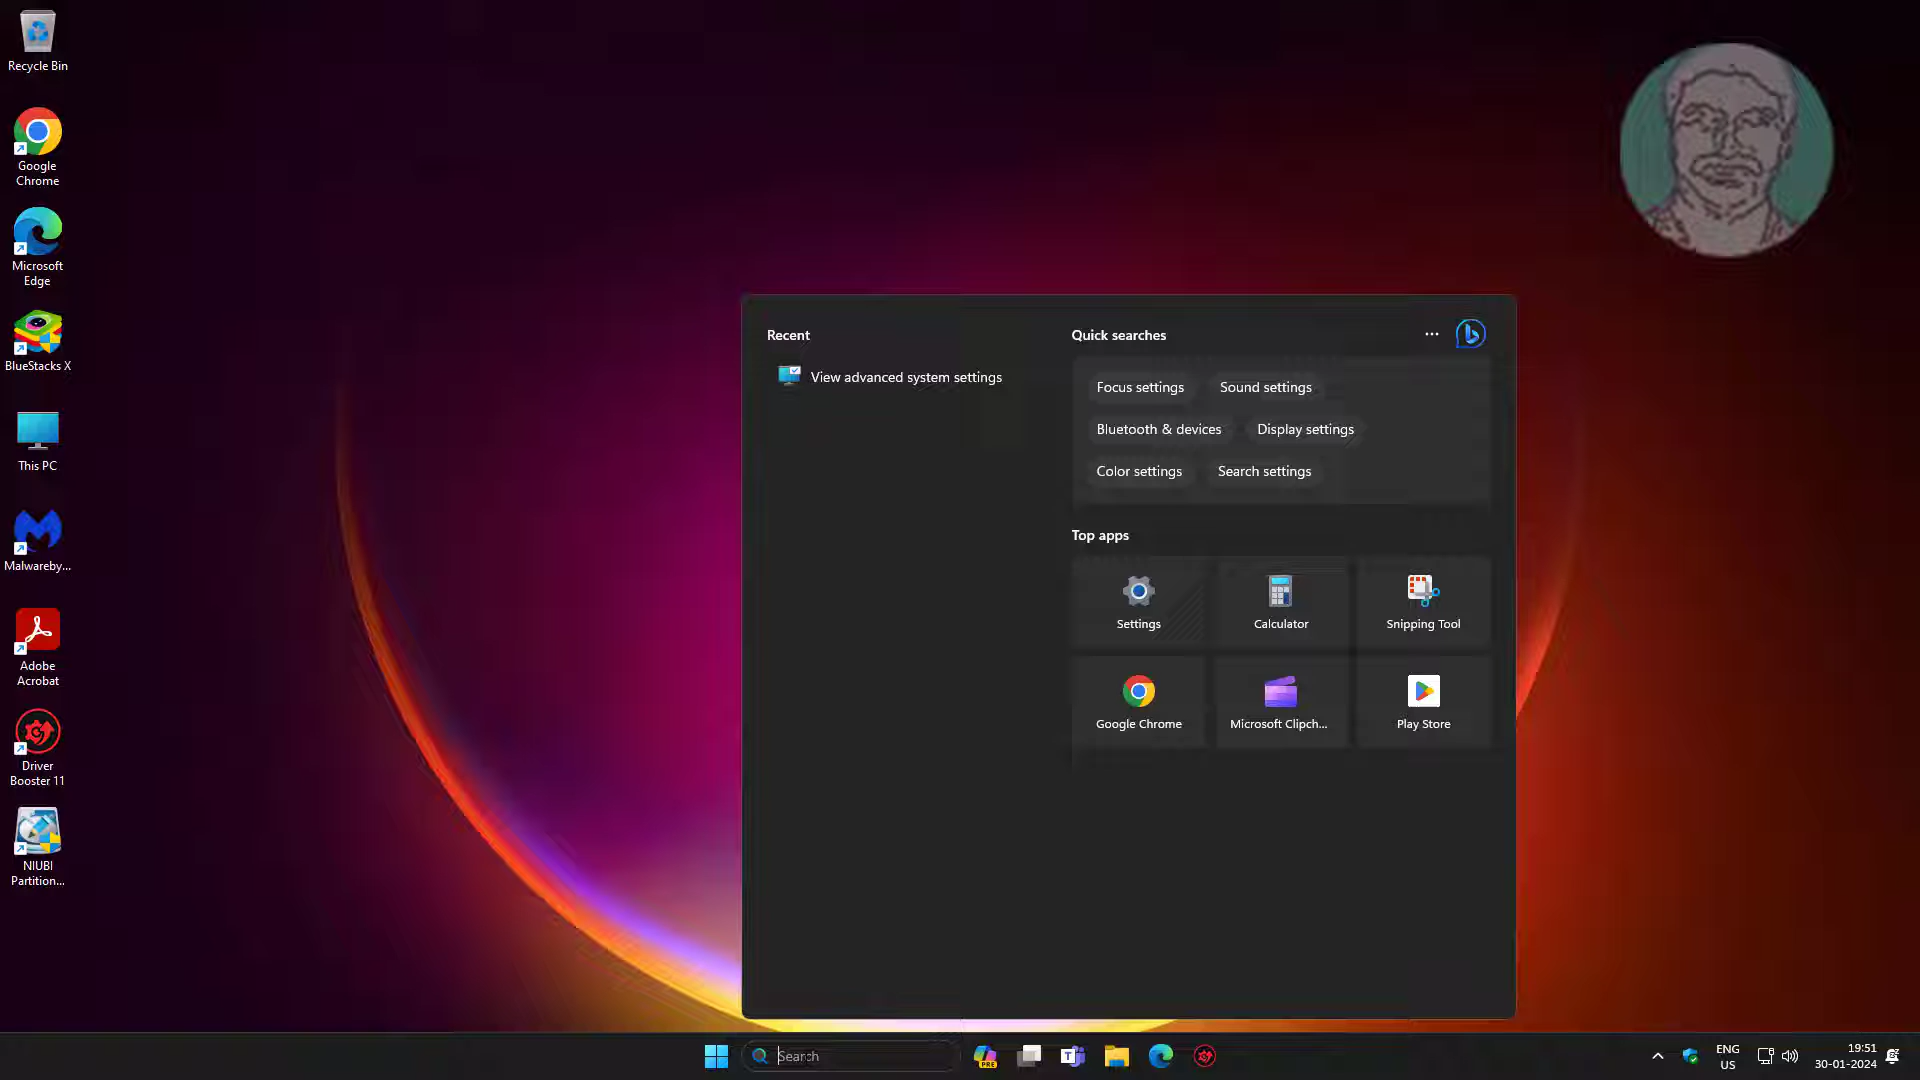 Recycle Bin
Google
Chrome
Microsoft
Edge
BlueStacks X
This PC
Malwareby...
Adobe
Acrobat
Driver
Booster 11
NIUBI
Partition...
Recent
View advanced system settings
Quick searches
Focus settings
Sound settings
Bluetooth & devices
Display settings
Color settings
Search settings
Top apps
Settings
Calculator
Snipping Tool
Google Chrome
Microsoft Clipch...
Play Store
Search
PRE
T
ENG
US
19:51
30-01-2024